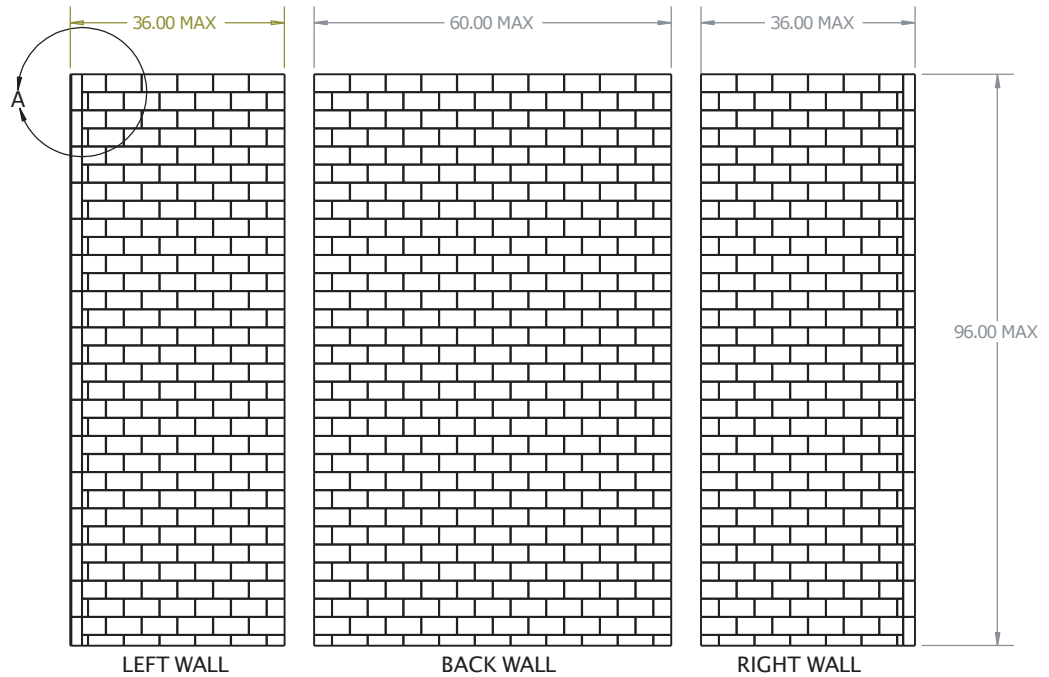 36.00 MAX
60.00 MAX
36.00 MAX
A
96.00 MAX
LEFT WALL
BACK WALL
RIGHT WALL